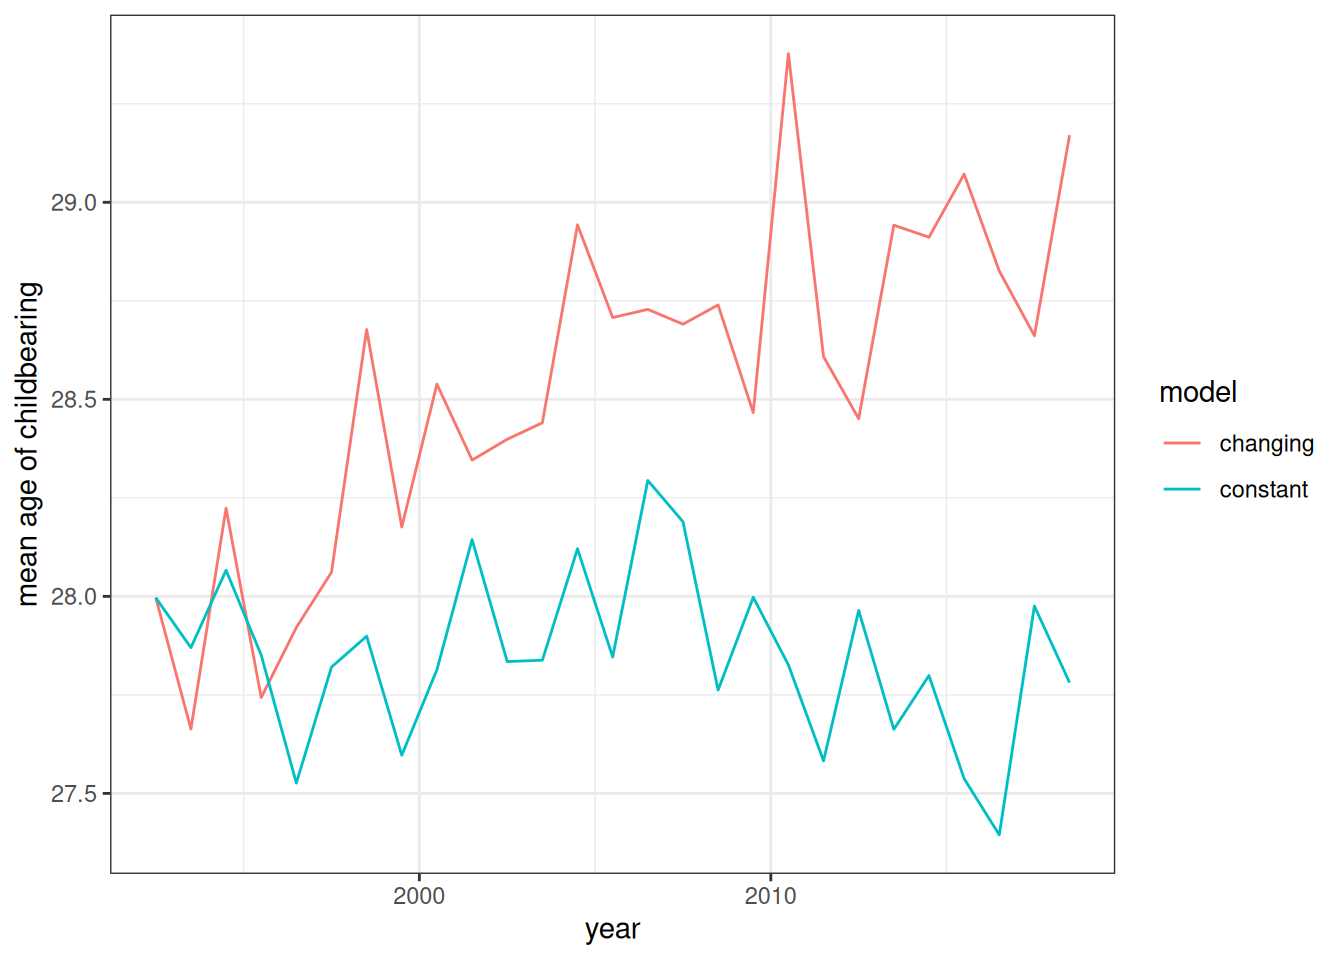 29.0
28.5
28.0
27.5
mean age of childbearing
2000
2010
year
model
changing
constant